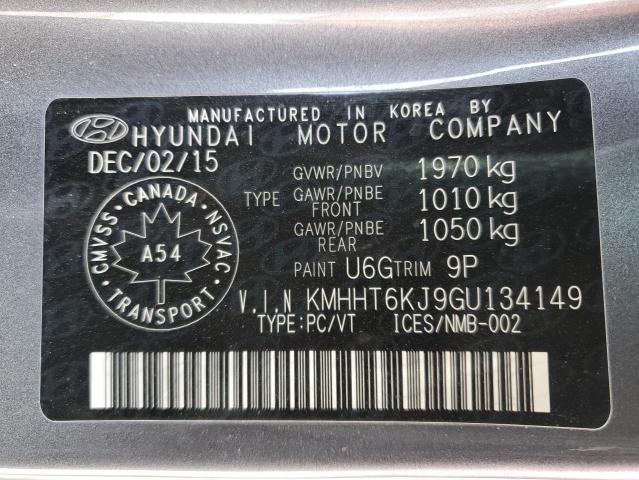 MANUFACTURED IN KOREA BY
HYUNDAI MOTOR COMPANY
DEC/02/15
GVWR/PNBV 1970 kg
TYPE GAWR/PNBE FRONT 1010 kg
GAWR/PNBE REAR 1050 kg
CANADA
CMVSS
NSVAC
A54
TRANSPORT
PAINT U6G TRIM 9P
V.I.N KMHHT6KJ9GU134149
TYPE:PC/VT ICES/NMB-002